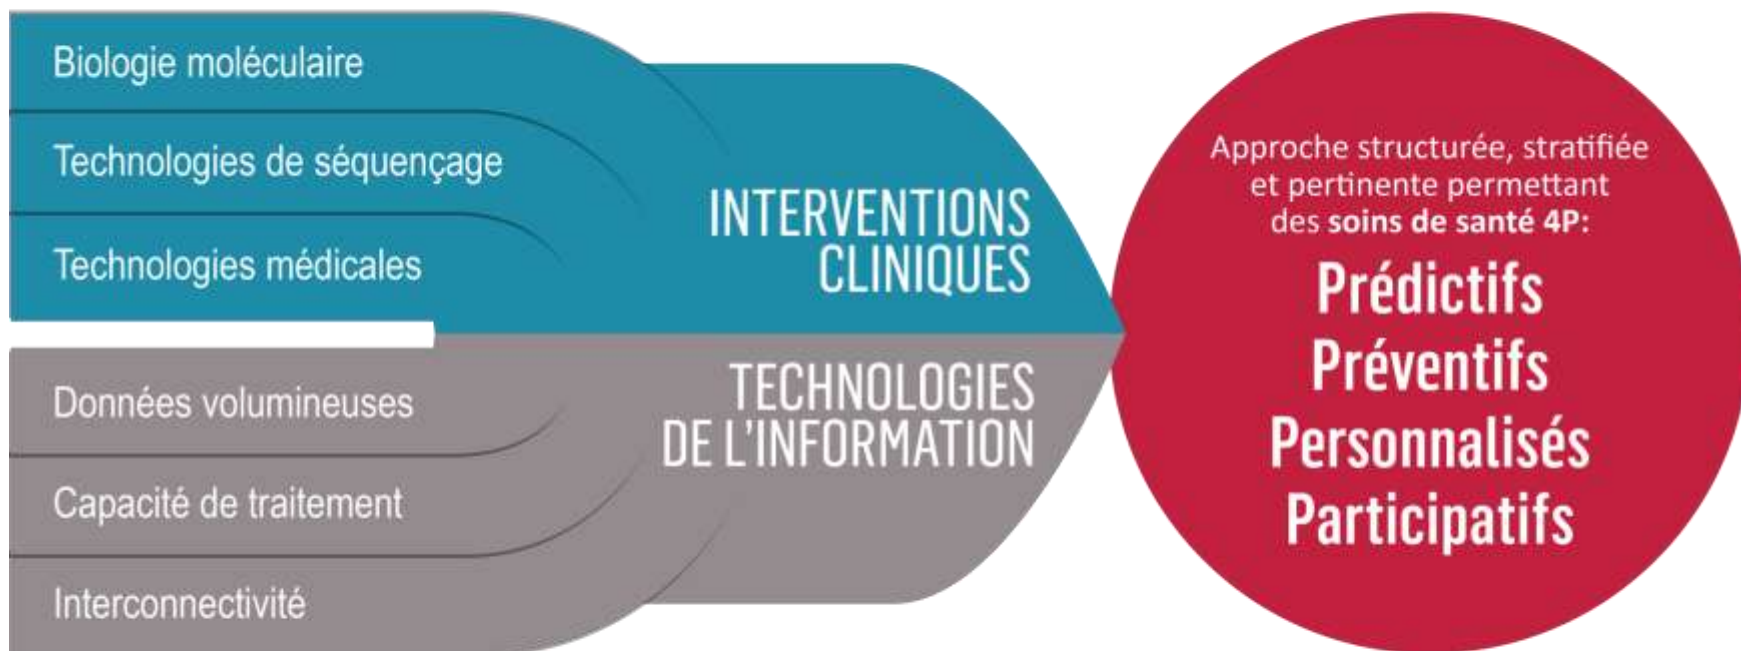 Biologie moléculaire
Technologies de séquençage
Technologies médicales
INTERVENTIONS
CLINIQUES
Données volumineuses
Capacité de traitement
Interconnectivité
TECHNOLOGIES
DE L'INFORMATION
Approche structurée, stratifiée
et pertinente permettant
des soins de santé 4P:
Prédictifs
Préventifs
Personnalisés
Participatifs